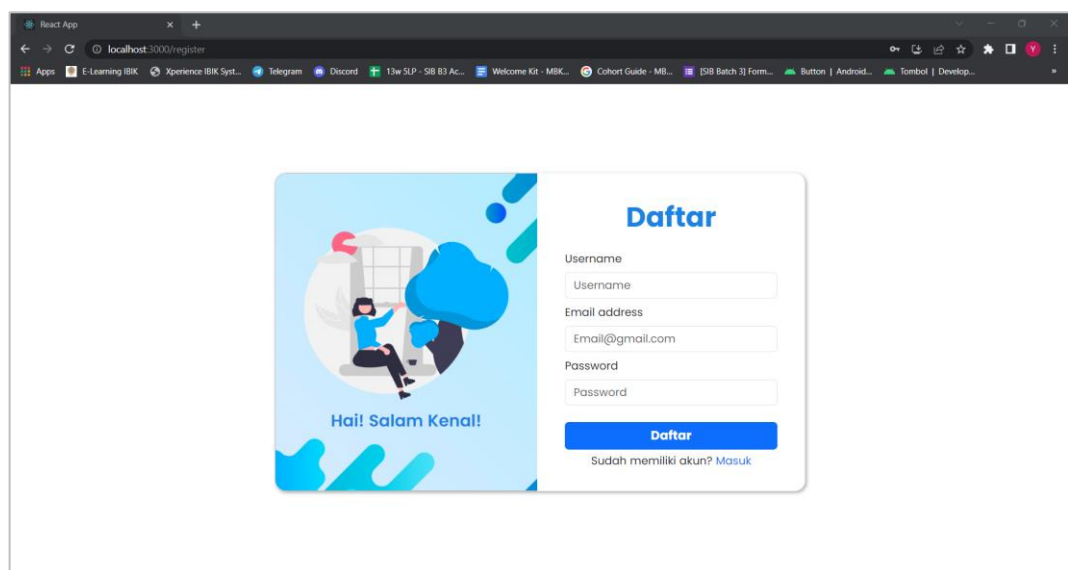 React App
localhost:3000/register
Apps
E-Learning IBIK
Xperience IBIK Syst...
Telegram
Discord
13w SLP - SIB B3 Ac...
Welcome Kit - MBK...
Cohort Guide - MB...
[SIB Batch 3] Form...
Button | Android...
Tombol | Develop...
Y
Hai! Salam Kenal!
Daftar
Username
Username
Email address
Email@gmail.com
Password
Password
Daftar
Sudah memiliki akun? Masuk